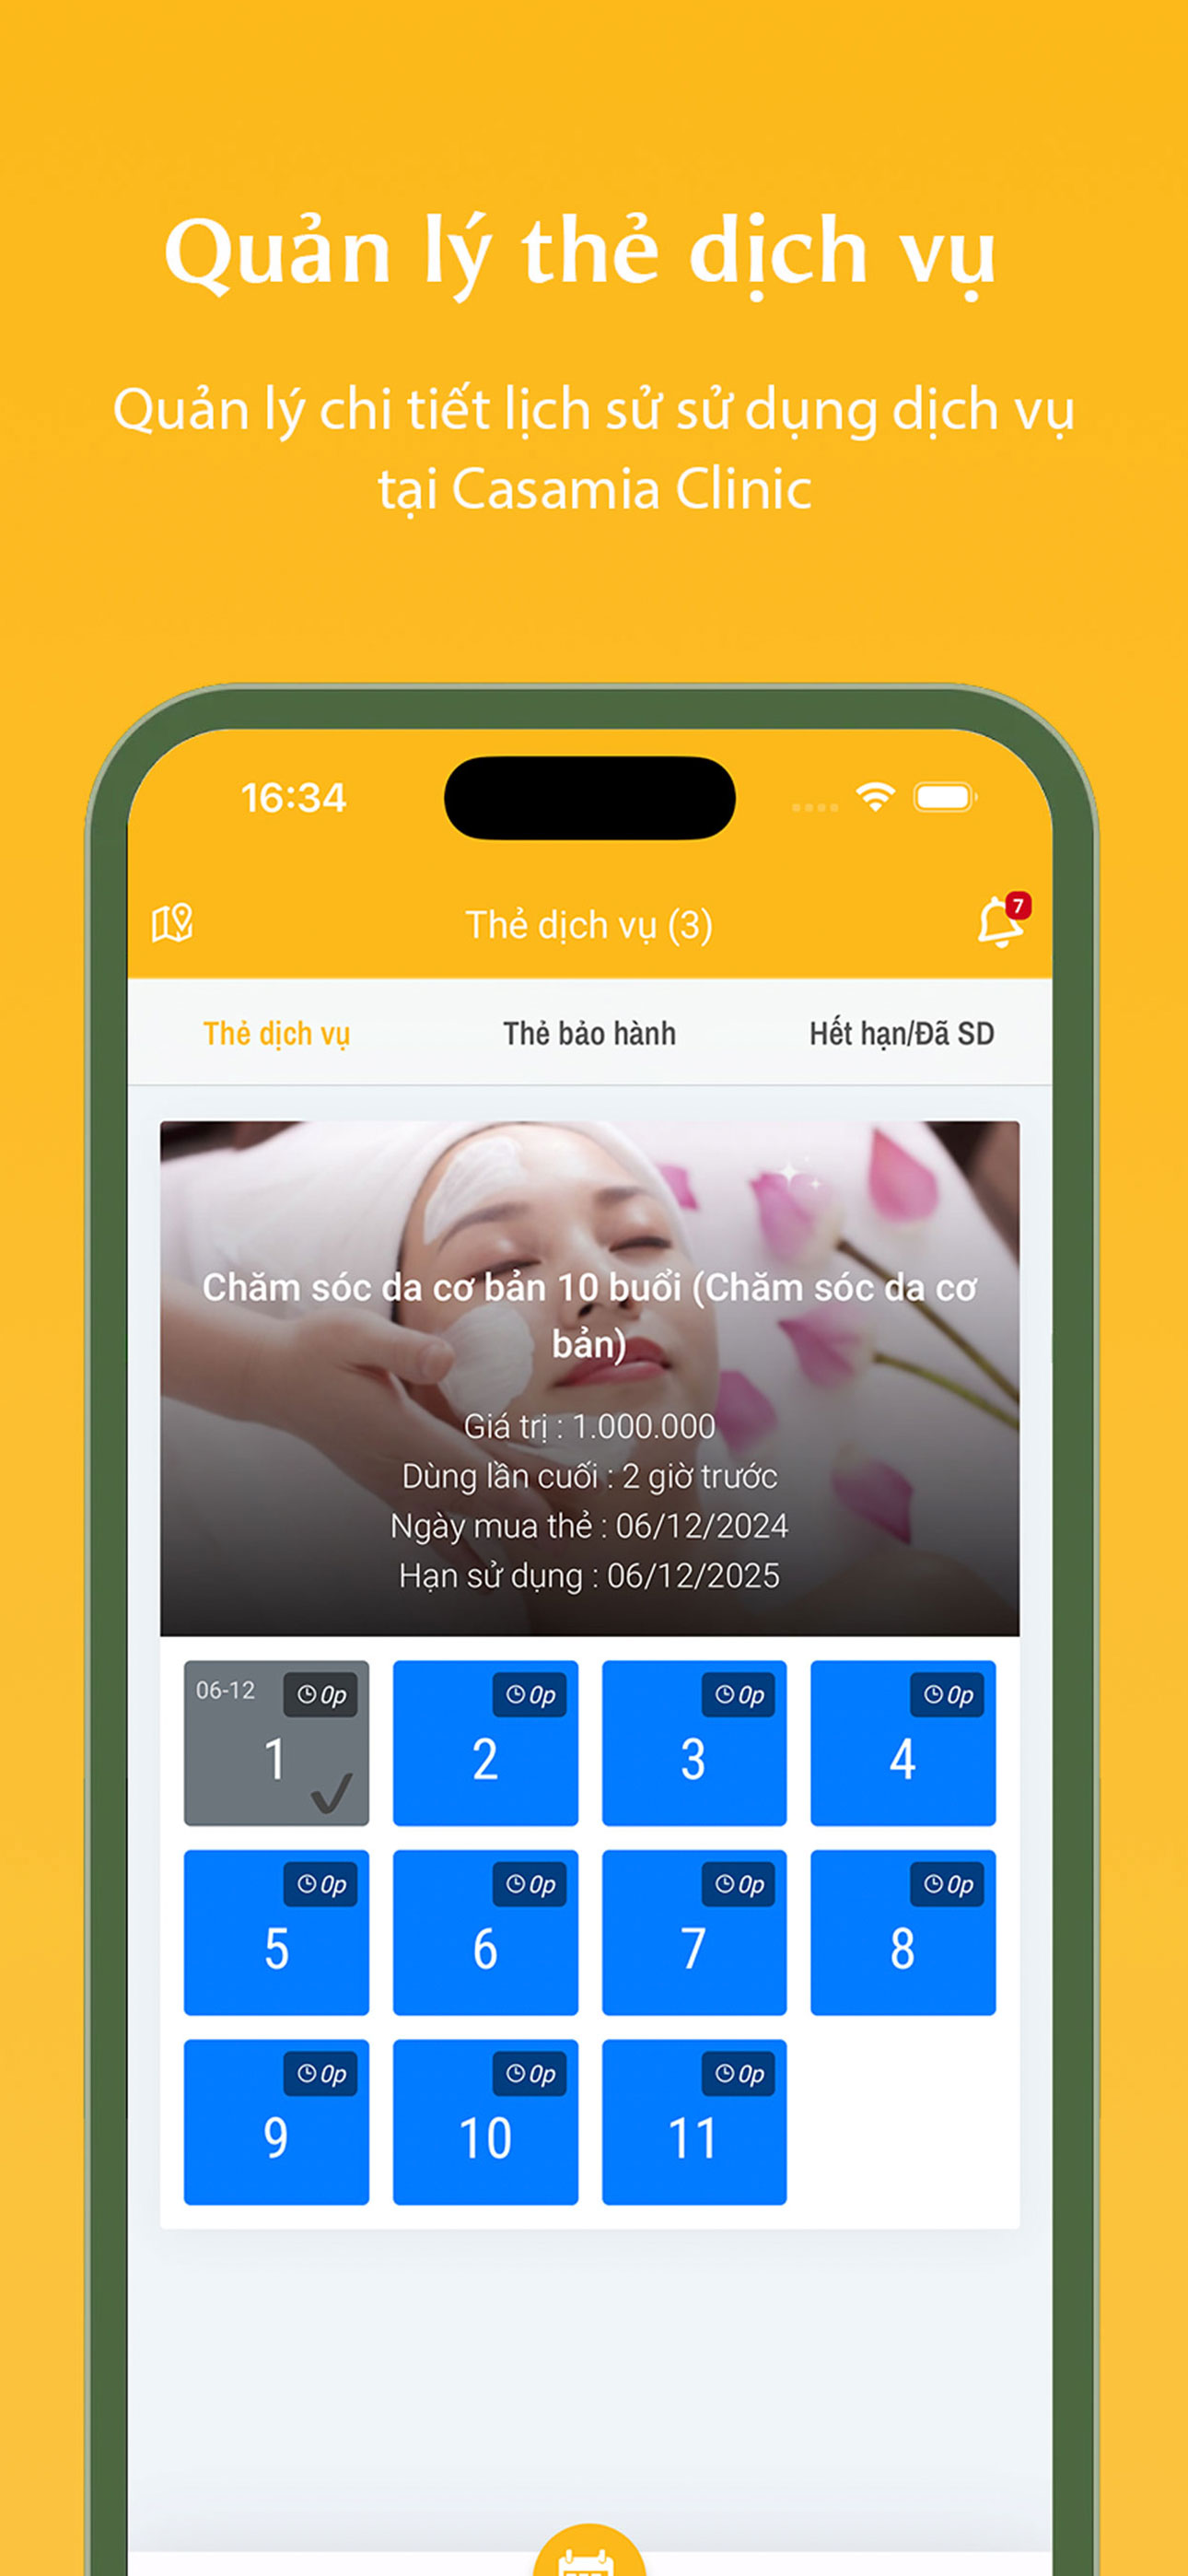 Quản lý thẻ dịch vụ
Quản lý chi tiết lịch sử sử dụng dịch vụ
tại Casamia Clinic
16:34
Thẻ dịch vụ (3)
7
Thẻ dịch vụ
Thẻ bảo hành
Hết hạn/Đã SD
Chăm sóc da cơ bản 10 buổi (Chăm sóc da cơ
bản)
Giá trị : 1.000.000
Dùng lần cuối : 2 giờ trước
Ngày mua thẻ : 06/12/2024
Hạn sử dụng : 06/12/2025
06-12
0p
1
0p
2
0p
3
0p
4
0p
5
0p
6
0p
7
0p
8
0p
9
0p
10
0p
11